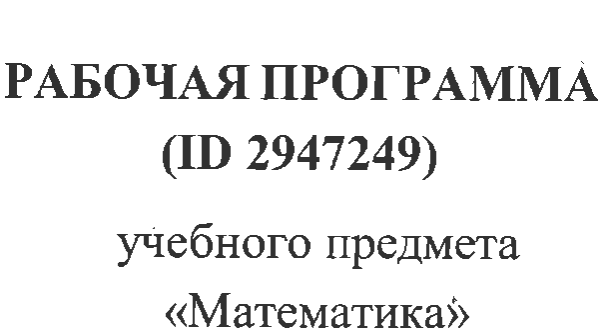 РАБОЧАЯ ПРОГРАММА
(ID 2947249)
учебного предмета
«Математика»